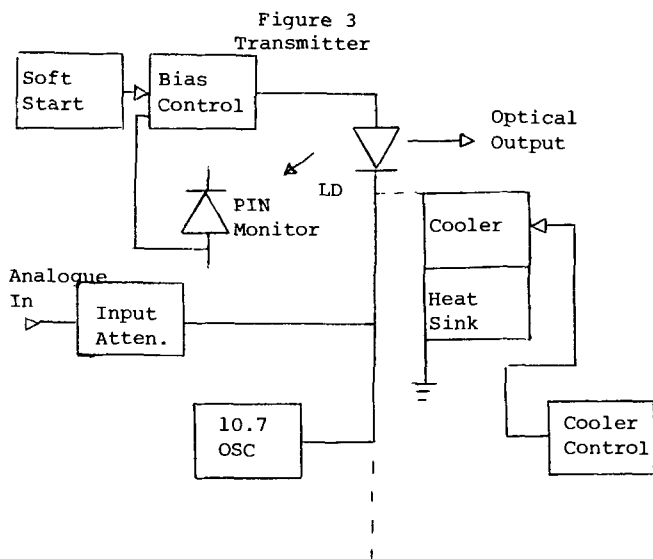 Figure 3
Transmitter
Soft
Start
Bias
Control
Optical
Output
LD
PIN
Monitor
Cooler
Analogue
In
Input
Atten.
Heat
Sink
10.7
OSC
Cooler
Control